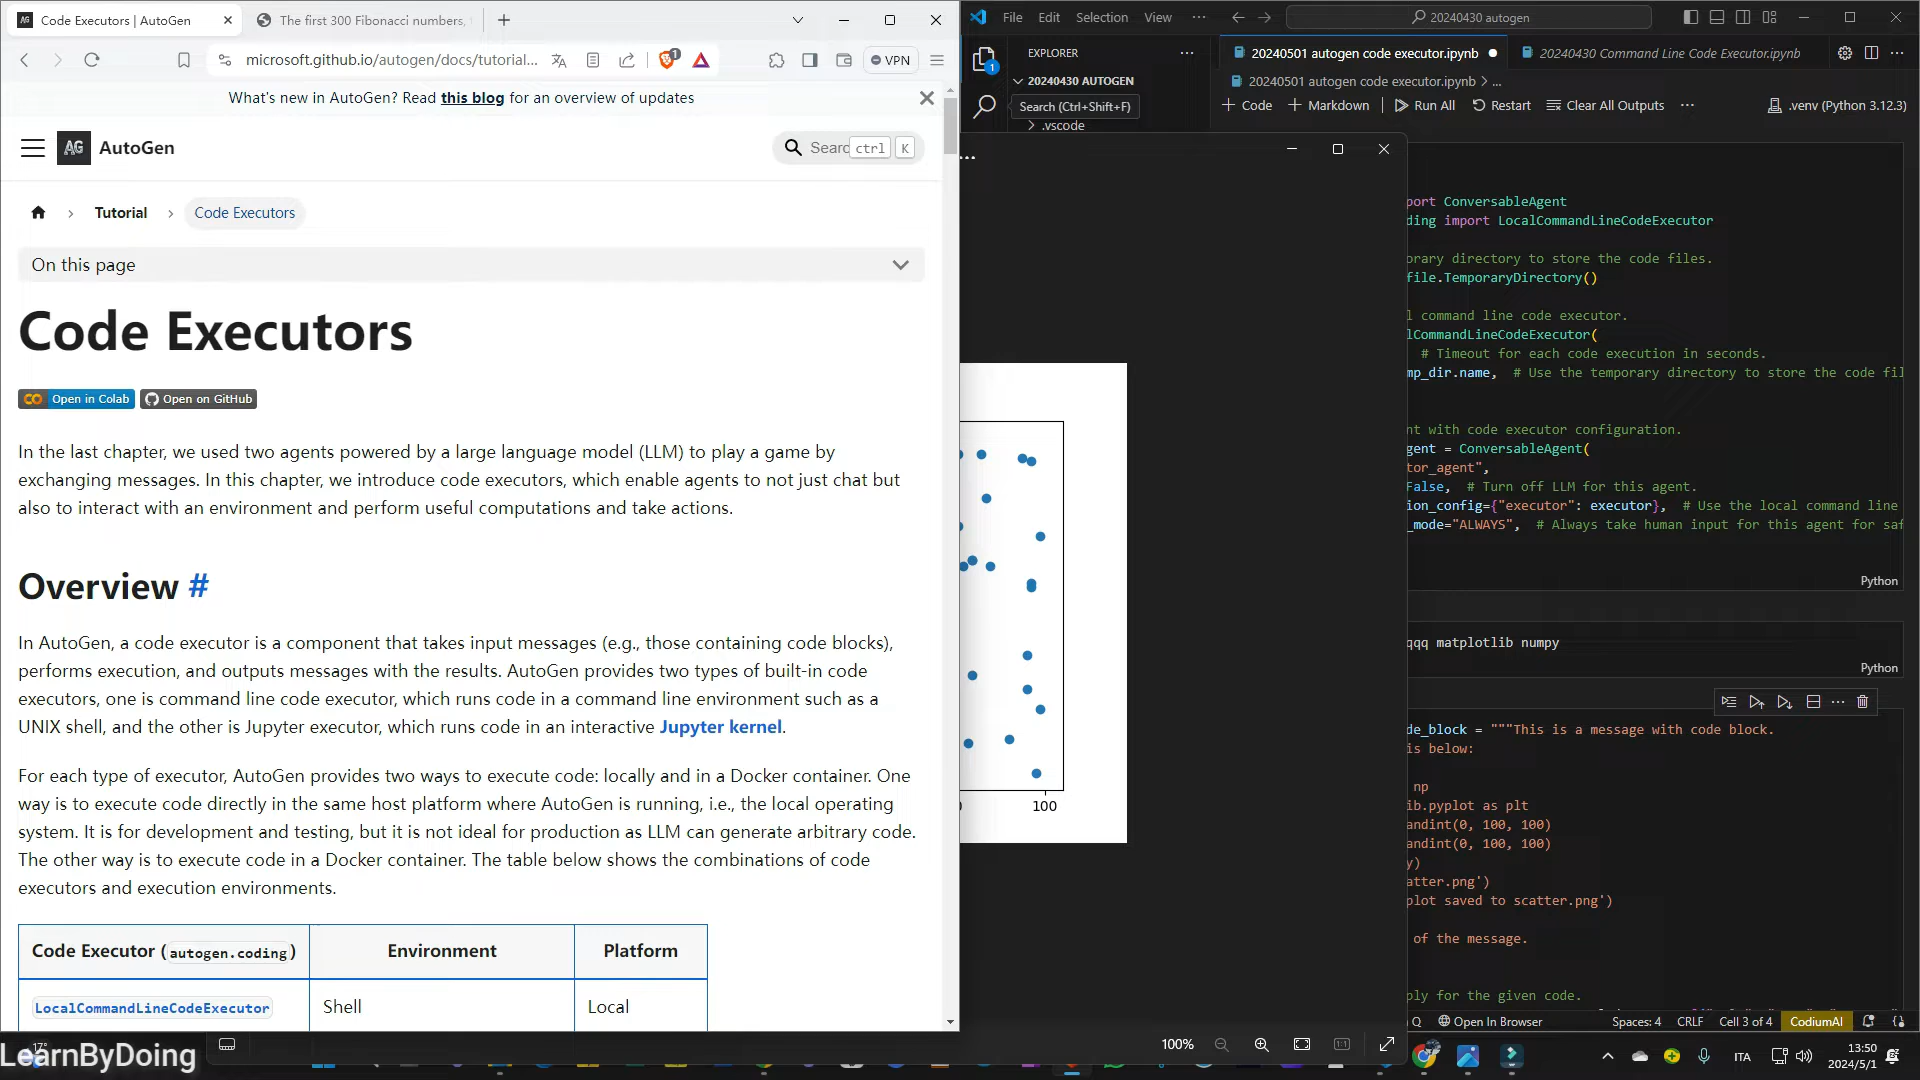 Code Executors | AutoGen
The first 300 Fibonacci numbers,
microsoft.github.io/autogen/docs/tutorial...
1
VPN
What's new in AutoGen? Read this blog for an overview of updates
AG AutoGen
Searc ctrl K
Tutorial
Code Executors
On this page
Code Executors
Open in Colab
Open on GitHub
In the last chapter, we used two agents powered by a large language model (LLM) to play a game by
exchanging messages. In this chapter, we introduce code executors, which enable agents to not just chat but
also to interact with an environment and perform useful computations and take actions.
Overview #
In AutoGen, a code executor is a component that takes input messages (e.g., those containing code blocks),
performs execution, and outputs messages with the results. AutoGen provides two types of built-in code
executors, one is command line code executor, which runs code in a command line environment such as a
UNIX shell, and the other is Jupyter executor, which runs code in an interactive Jupyter kernel.
For each type of executor, AutoGen provides two ways to execute code: locally and in a Docker container. One
way is to execute code directly in the same host platform where AutoGen is running, i.e., the local operating
system. It is for development and testing, but it is not ideal for production as LLM can generate arbitrary code.
The other way is to execute code in a Docker container. The table below shows the combinations of code
executors and execution environments.
Code Executor (autogen.coding) Environment Platform
LocalCommandLineCodeExecutor Shell Local
LearnByDoing
100
100%
File Edit Selection View ...
20240430 autogen
EXPLORER
1
20240430 AUTOGEN
Search (Ctrl+Shift+F)
.vscode
20240501 autogen code executor.ipynb
20240430 Command Line Code Executor.ipynb
20240501 autogen code executor.ipynb > ...
+ Code + Markdown Run All Restart Clear All Outputs ...
.venv (Python 3.12.3)
port ConversableAgent
ding import LocalCommandLineCodeExecutor
orary directory to store the code files.
file.TemporaryDirectory()
l command line code executor.
lCommandLineCodeExecutor(
# Timeout for each code execution in seconds.
mp_dir.name, # Use the temporary directory to store the code fil
nt with code executor configuration.
gent = ConversableAgent(
tor_agent",
False, # Turn off LLM for this agent.
ion_config={"executor": executor}, # Use the local command line
_mode="ALWAYS", # Always take human input for this agent for saf
Python
qqq matplotlib numpy
Python
de_block = """This is a message with code block.
is below:
np
ib.pyplot as plt
andint(0, 100, 100)
andint(0, 100, 100)
y)
atter.png')
plot saved to scatter.png')
of the message.
ply for the given code.
Q Open In Browser
Spaces: 4 CRLF Cell 3 of 4 CodiumAI
ITA
13:50
2024/5/1